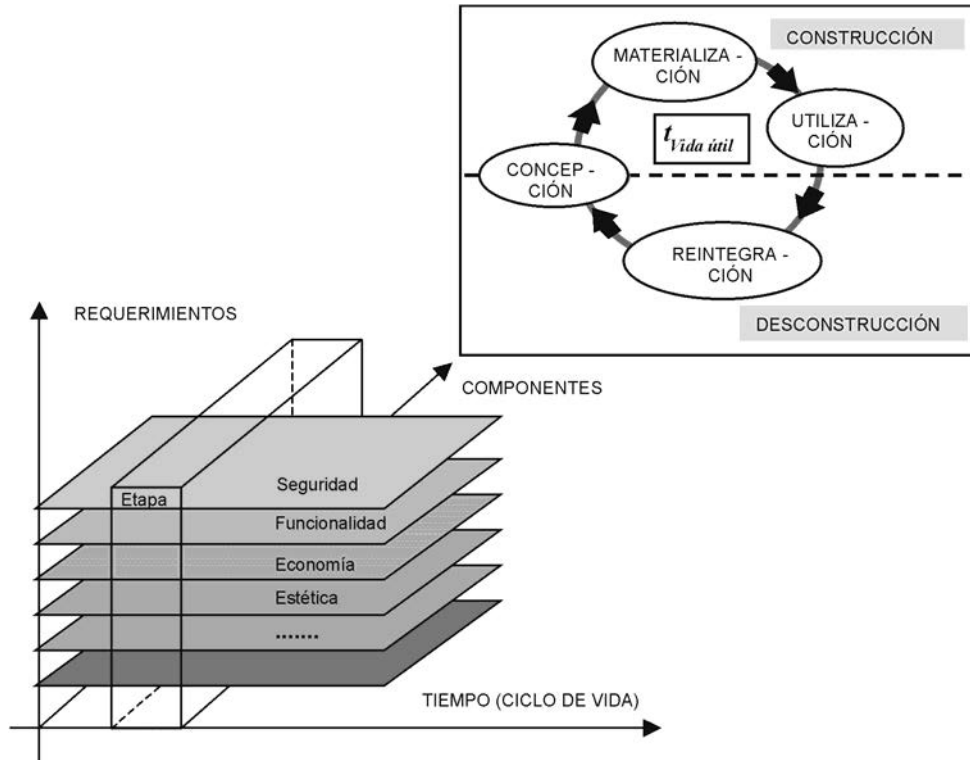 CONSTRUCCIÓN
MATERIALIZA -
CIÓN
UTILIZA -
CIÓN
t Vida útil
CONCEP -
CIÓN
REINTEGRA -
CIÓN
DESCONSTRUCCIÓN
REQUERIMIENTOS
COMPONENTES
Etapa
Seguridad
Funcionalidad
Economía
Estética
.......
TIEMPO (CICLO DE VIDA)